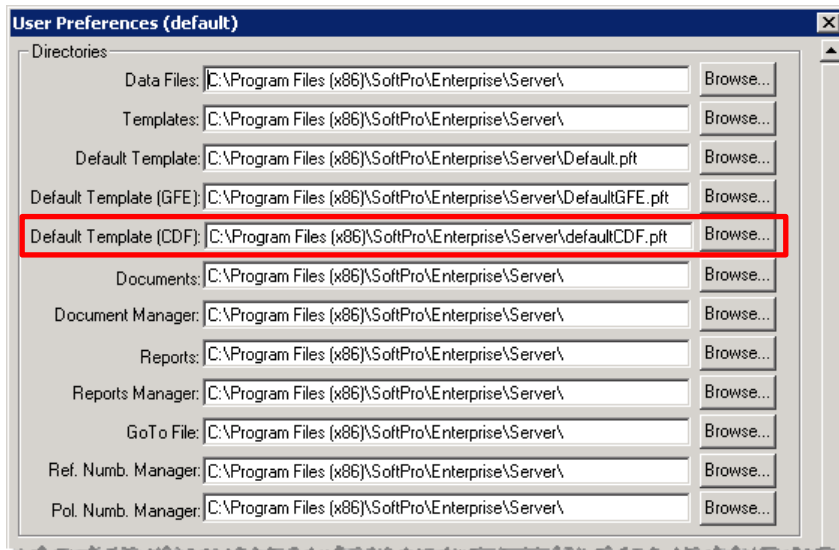 User Preferences (default)
Directories
Data Files: C:\Program Files (x86)\SoftPro\Enterprise\Server\ Browse...
Templates: C:\Program Files (x86)\SoftPro\Enterprise\Server\ Browse...
Default Template: C:\Program Files (x86)\SoftPro\Enterprise\Server\Default.pft Browse...
Default Template (GFE): C:\Program Files (x86)\SoftPro\Enterprise\Server\DefaultGFE.pft Browse...
Default Template (CDF): C:\Program Files (x86)\SoftPro\Enterprise\Server\defaultCDF.pft Browse...
Documents: C:\Program Files (x86)\SoftPro\Enterprise\Server\ Browse...
Document Manager: C:\Program Files (x86)\SoftPro\Enterprise\Server\ Browse...
Reports: C:\Program Files (x86)\SoftPro\Enterprise\Server\ Browse...
Reports Manager: C:\Program Files (x86)\SoftPro\Enterprise\Server\ Browse...
GoTo File: C:\Program Files (x86)\SoftPro\Enterprise\Server\ Browse...
Ref. Numb. Manager: C:\Program Files (x86)\SoftPro\Enterprise\Server\ Browse...
Pol. Numb. Manager: C:\Program Files (x86)\SoftPro\Enterprise\Server\ Browse...